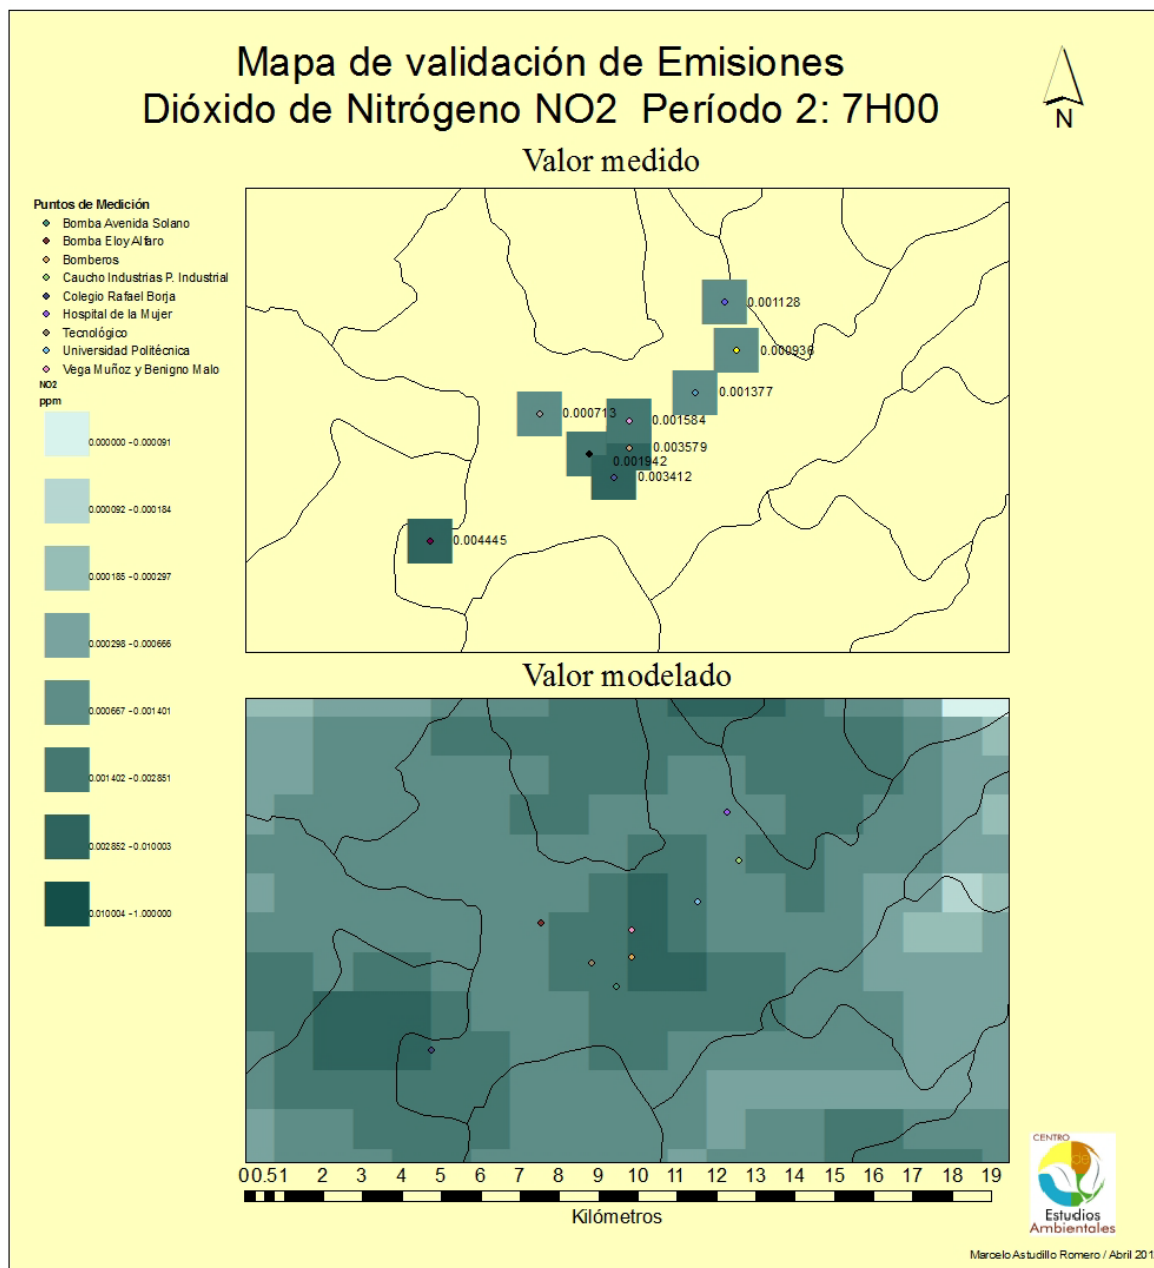 Mapa de validación de Emisiones
Dióxido de Nitrógeno NO2 Período 2: 7H00
N
Valor medido
Puntos de Medición
Bomba Avenida Solano
Bomba Eloy Alfaro
Bomberos
Caucho Industrias P. Industrial
Colegio Rafael Borja
Hospital de la Mujer
Tecnológico
Universidad Politécnica
Vega Muñoz y Benigno Malo
NO2
ppm
0.000000 - 0.000091
0.000092 - 0.000184
0.000185 - 0.000297
0.000298 - 0.000666
0.000667 - 0.001401
0.001402 - 0.002851
0.002852 - 0.010003
0.010004 - 1.000000
0.001128
0.000936
0.001377
0.000713
0.001584
0.003579
0.001942
0.003412
0.004445
Valor modelado
0 0.5 1 2 3 4 5 6 7 8 9 10 11 12 13 14 15 16 17 18 19
Kilómetros
CENTRO
de
Estudios
Ambientales
Marcelo Astudillo Romero / Abril 201